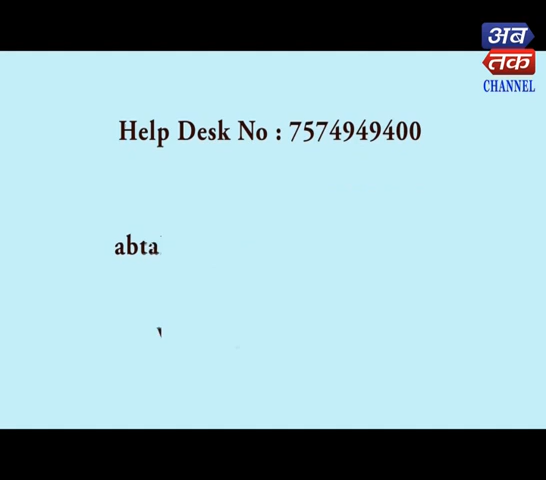 अब
तक
CHANNEL
Help Desk No : 7574949400
abta